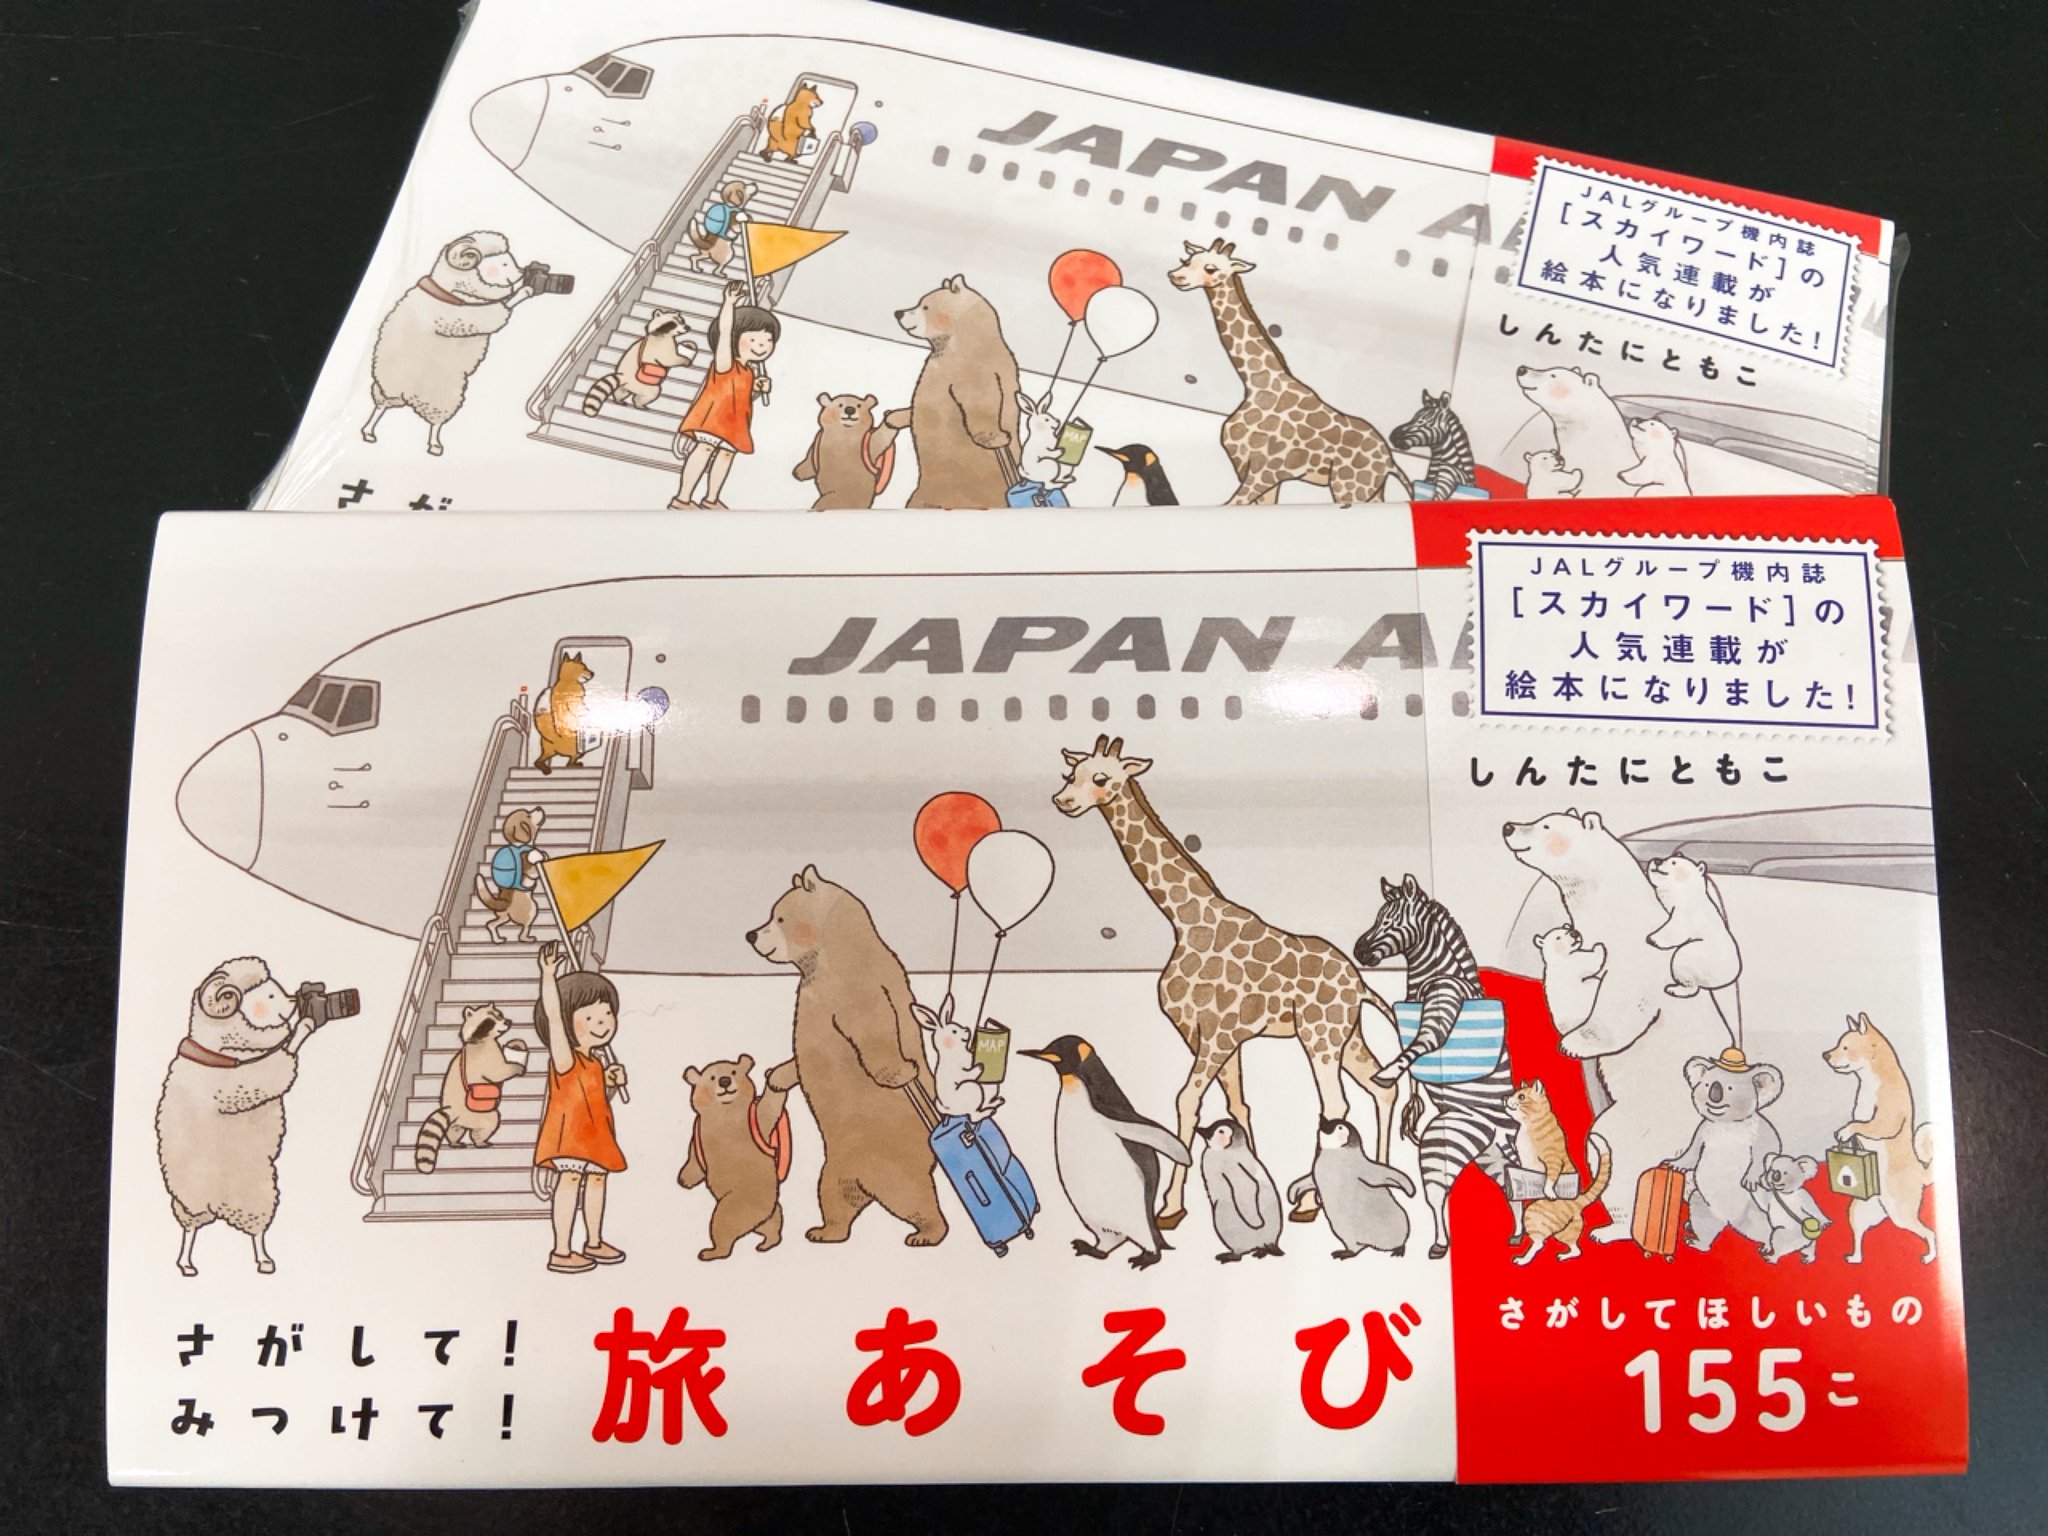 JAPAN A
JALグループ機内誌
[スカイワード]の
人気連載が
絵本になりました!
しんたにともこ
MAP
さが
JAPAN A
JALグループ機内誌
[スカイワード]の
人気連載が
絵本になりました!
しんたにともこ
MAP
さがして!
みつけて!
旅あそび
さがしてほしいもの
155こ